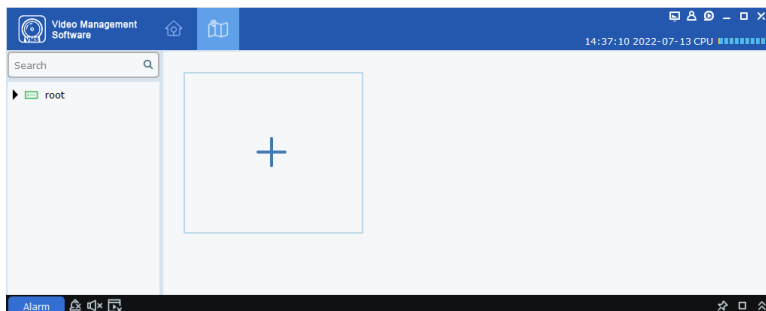 Video Management
Software
14:37:10 2022-07-13 CPU
Search
root
Alarm